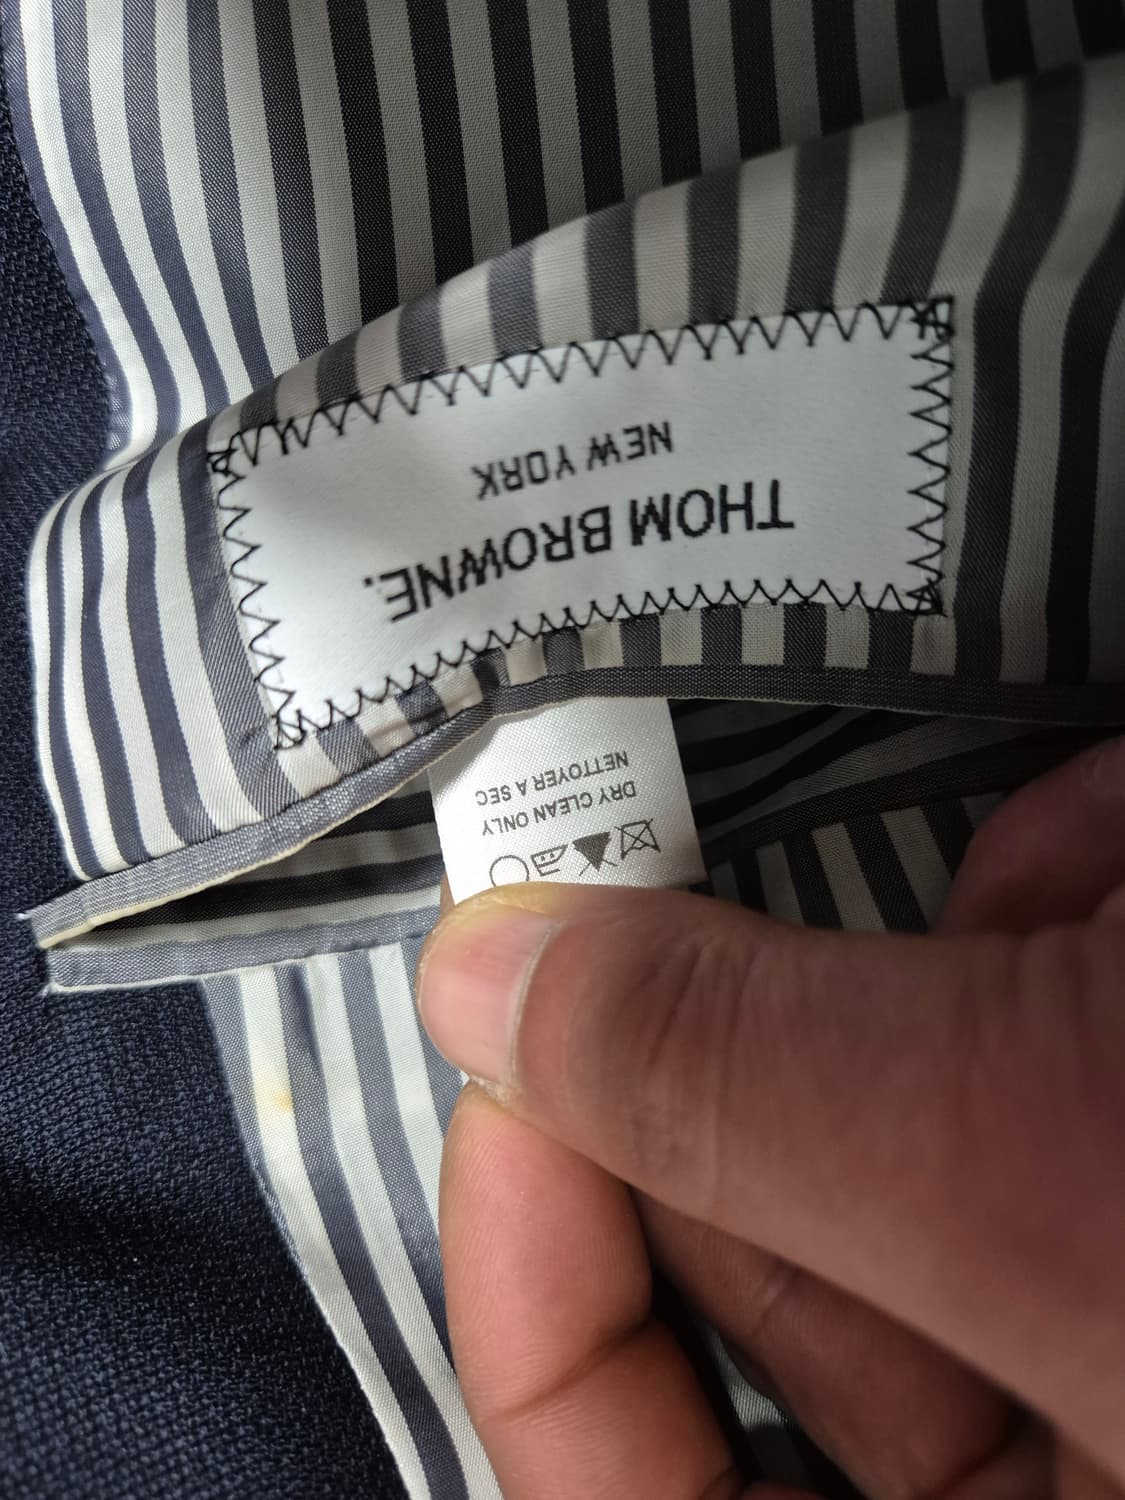 THOM BROWNE.
NEW YORK
DRY CLEAN ONLY
NETTOYER A SEC